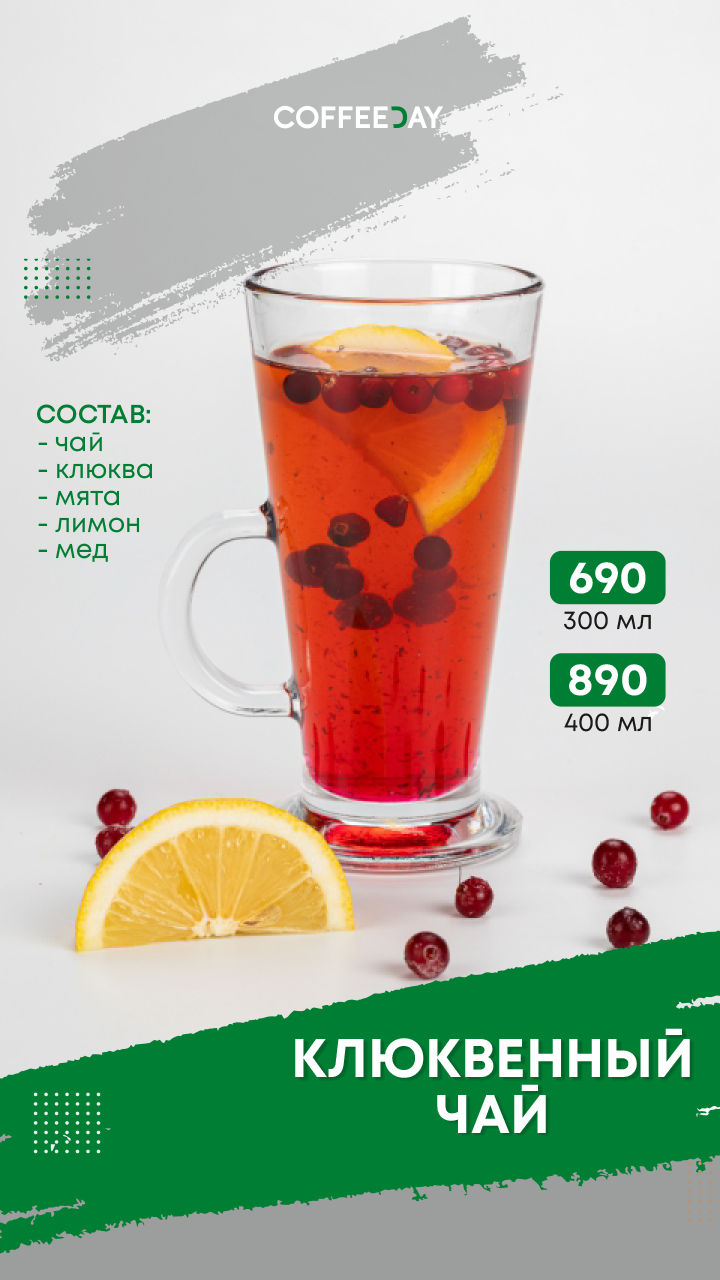 COFFEEDAY
СОСТАВ:
- чай
- клюква
- мята
- лимон
- мед
690
300 мл
890
400 мл
КЛЮКВЕННЫЙ
ЧАЙ